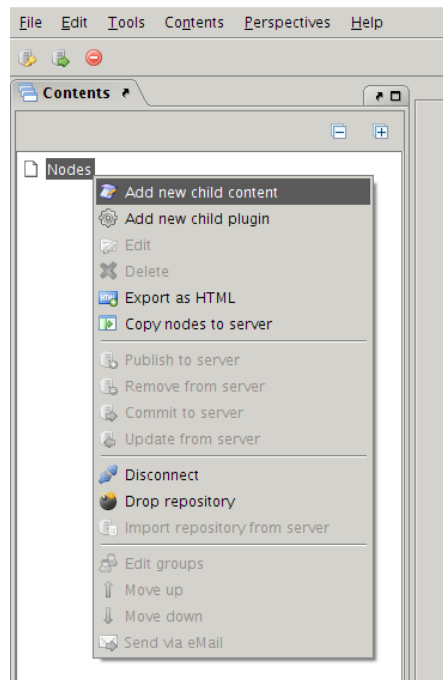 File Edit Tools Contents Perspectives Help
Contents
Nodes
Add new child content
Add new child plugin
Edit
Delete
Export as HTML
Copy nodes to server
Publish to server
Remove from server
Commit to server
Update from server
Disconnect
Drop repository
Import repository from server
Edit groups
Move up
Move down
Send via eMail